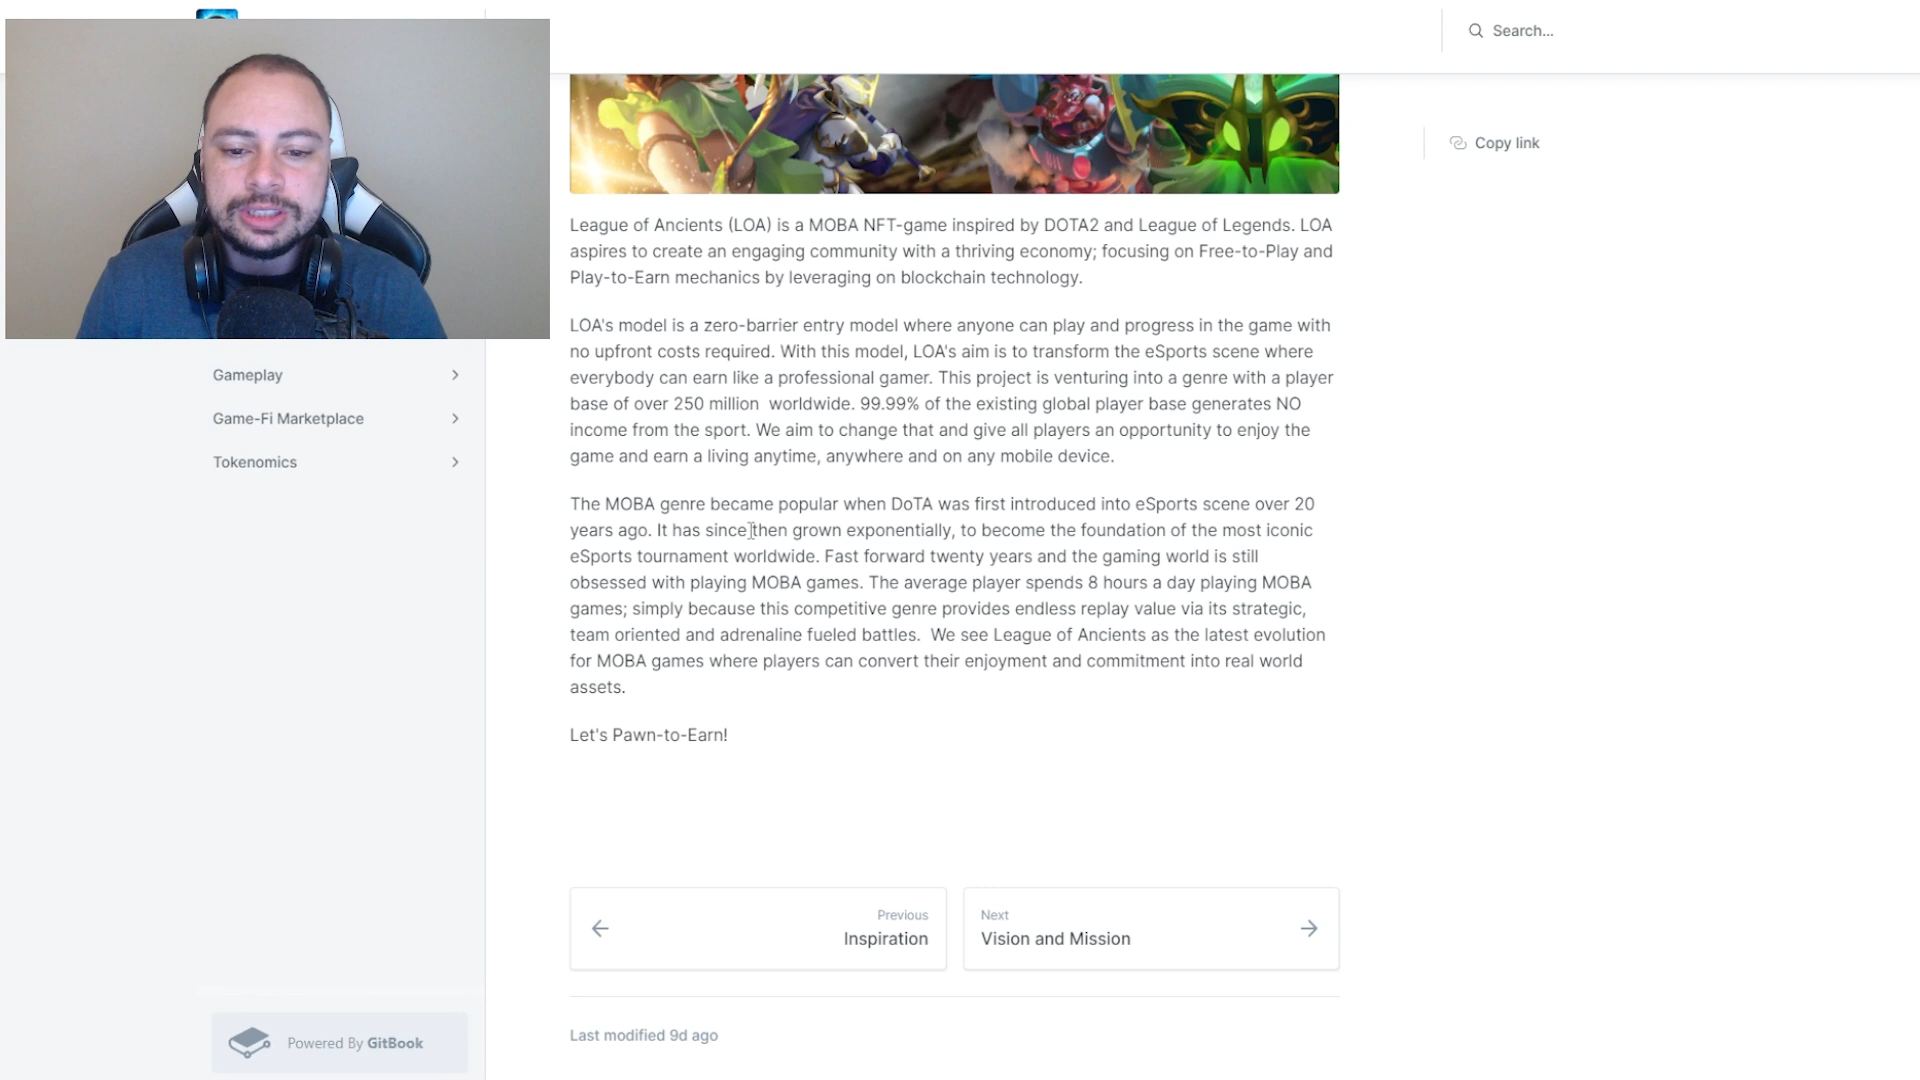 Search...
Copy link
League of Ancients (LOA) is a MOBA NFT-game inspired by DOTA2 and League of Legends. LOA
aspires to create an engaging community with a thriving economy; focusing on Free-to-Play and
Play-to-Earn mechanics by leveraging on blockchain technology.
LOA's model is a zero-barrier entry model where anyone can play and progress in the game with
no upfront costs required. With this model, LOA's aim is to transform the eSports scene where
everybody can earn like a professional gamer. This project is venturing into a genre with a player
base of over 250 million  worldwide. 99.99% of the existing global player base generates NO
income from the sport. We aim to change that and give all players an opportunity to enjoy the
game and earn a living anytime, anywhere and on any mobile device.
The MOBA genre became popular when DoTA was first introduced into eSports scene over 20
years ago. It has since then grown exponentially, to become the foundation of the most iconic
eSports tournament worldwide. Fast forward twenty years and the gaming world is still
obsessed with playing MOBA games. The average player spends 8 hours a day playing MOBA
games; simply because this competitive genre provides endless replay value via its strategic,
team oriented and adrenaline fueled battles.  We see League of Ancients as the latest evolution
for MOBA games where players can convert their enjoyment and commitment into real world
assets.
Let's Pawn-to-Earn!
Gameplay
Game-Fi Marketplace
Tokenomics
Previous
Inspiration
Next
Vision and Mission
Last modified 9d ago
Powered By GitBook